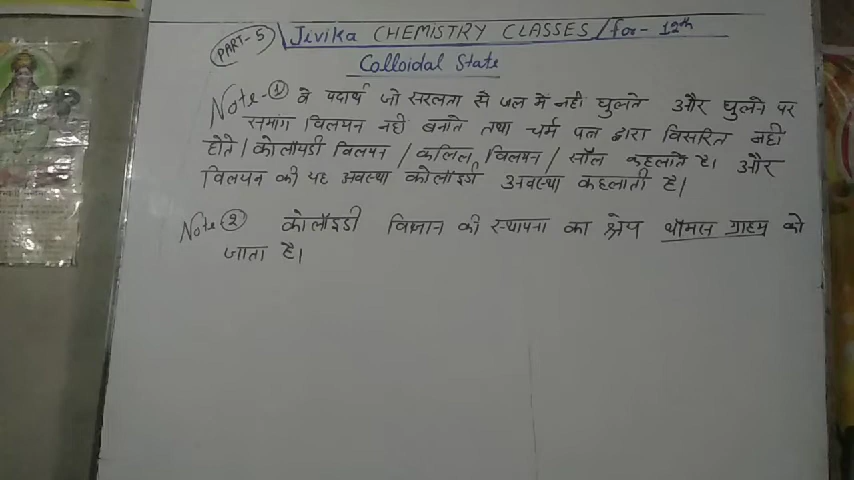 PART-5 Jivika CHEMISTRY CLASSES/for- 12th
Colloidal State
Note-① वे पदार्थ जो सरलता से जल में नही घुलते और घुलने पर
समांग विलयन नही बनाते तथा चर्म पत्र द्वारा विसरित नही
होते/कोलॉयडी विलयन/कलिल विलयन/सॉल कहलाते है। और
विलयन की यह अवस्था कोलॉइडी अवस्था कहलाती है।
Note② कोलॉइडी विज्ञान की स्थापना का श्रेय थॉमस ग्राहम को
जाता है।